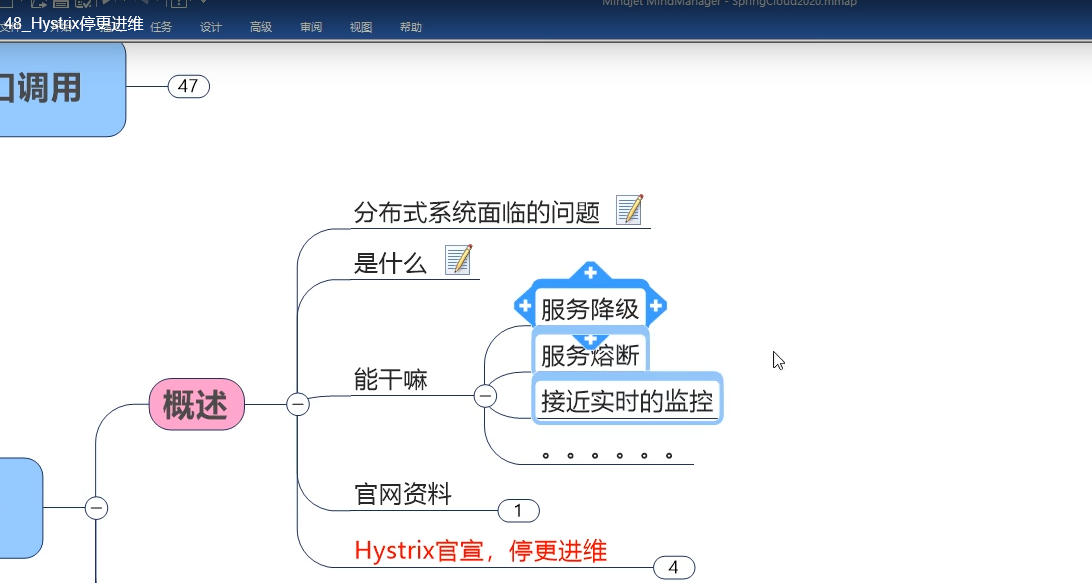 Mindjet MindManager - SpringCloud2020.mmap
48_Hystrix停更进维
任务 设计 高级 审阅 视图 帮助
口调用
47
分布式系统面临的问题
是什么
服务降级
服务熔断
能干嘛
接近实时的监控
概述
。。。。。。
官网资料
1
Hystrix官宣，停更进维
4